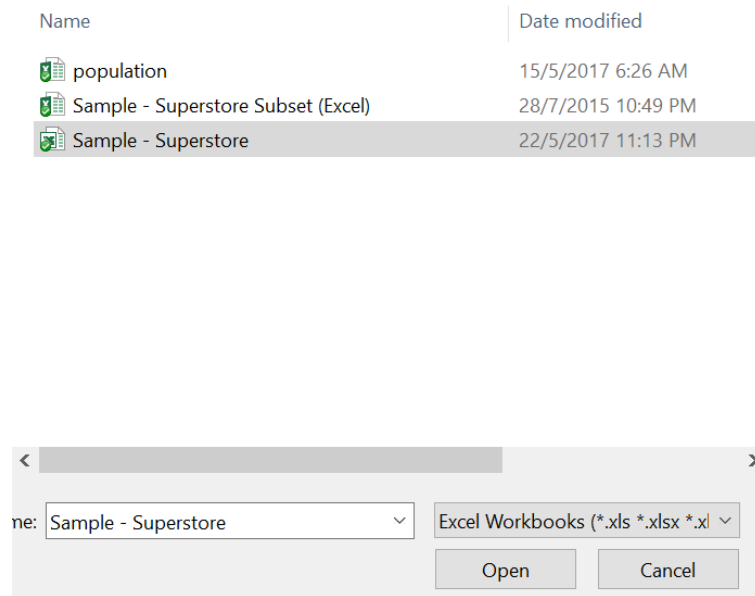 Name Date modified
population 15/5/2017 6:26 AM
Sample - Superstore Subset (Excel) 28/7/2015 10:49 PM
Sample - Superstore 22/5/2017 11:13 PM
me: Sample - Superstore Excel Workbooks (*.xls *.xlsx *.xl
Open Cancel